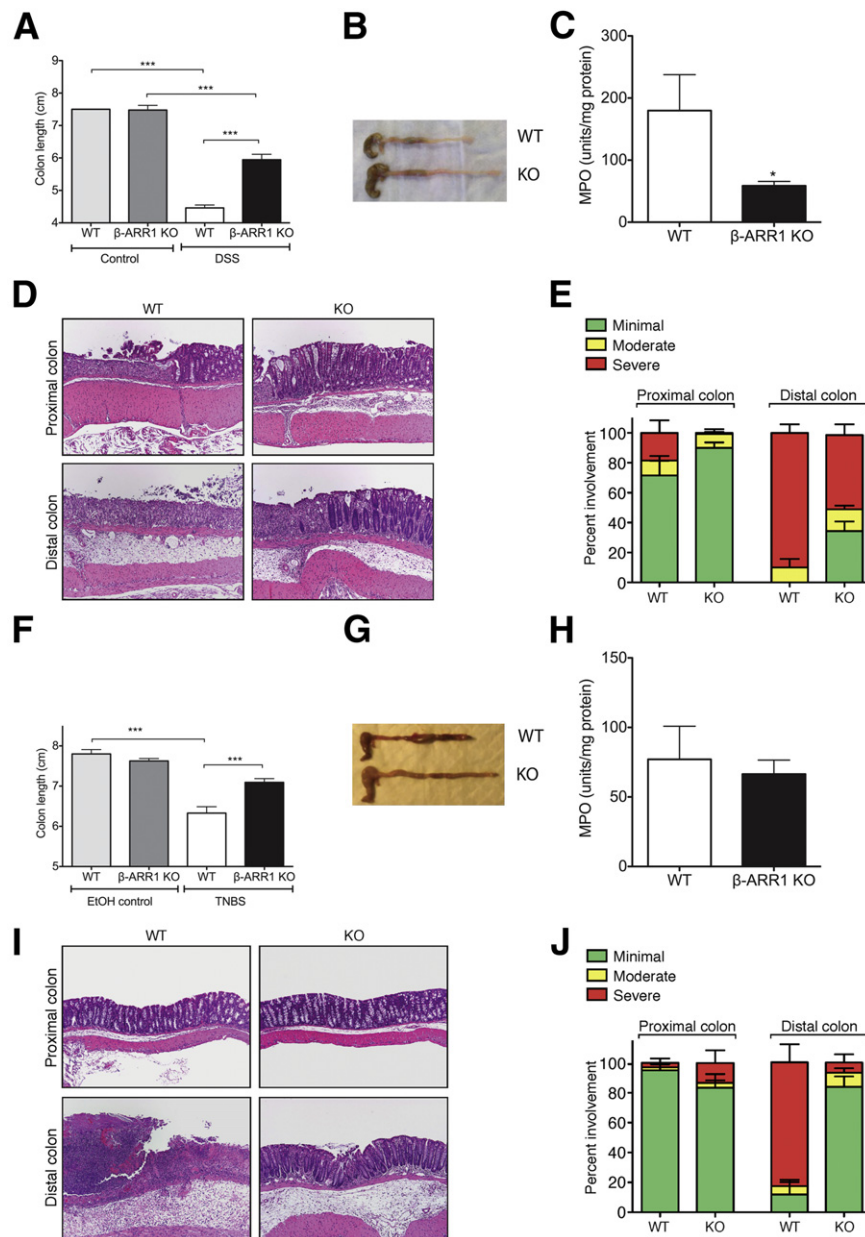 A
Colon length (cm)
9
8
7
6
5
4
***
***
***
WT
β-ARR1 KO
WT
β-ARR1 KO
Control
DSS
B
WT
KO
C
MPO (units/mg protein)
300
200
100
0
*
WT
β-ARR1 KO
D
WT
KO
Proximal colon
Distal colon
E
Minimal
Moderate
Severe
Proximal colon
Distal colon
Percent involvement
100
80
60
40
20
0
WT
KO
WT
KO
F
Colon length (cm)
8
7
6
5
***
***
WT
β-ARR1 KO
WT
β-ARR1 KO
EtOH control
TNBS
G
WT
KO
H
MPO (units/mg protein)
150
100
50
0
WT
β-ARR1 KO
I
WT
KO
Proximal colon
Distal colon
J
Minimal
Moderate
Severe
Proximal colon
Distal colon
Percent involvement
100
80
60
40
20
0
WT
KO
WT
KO